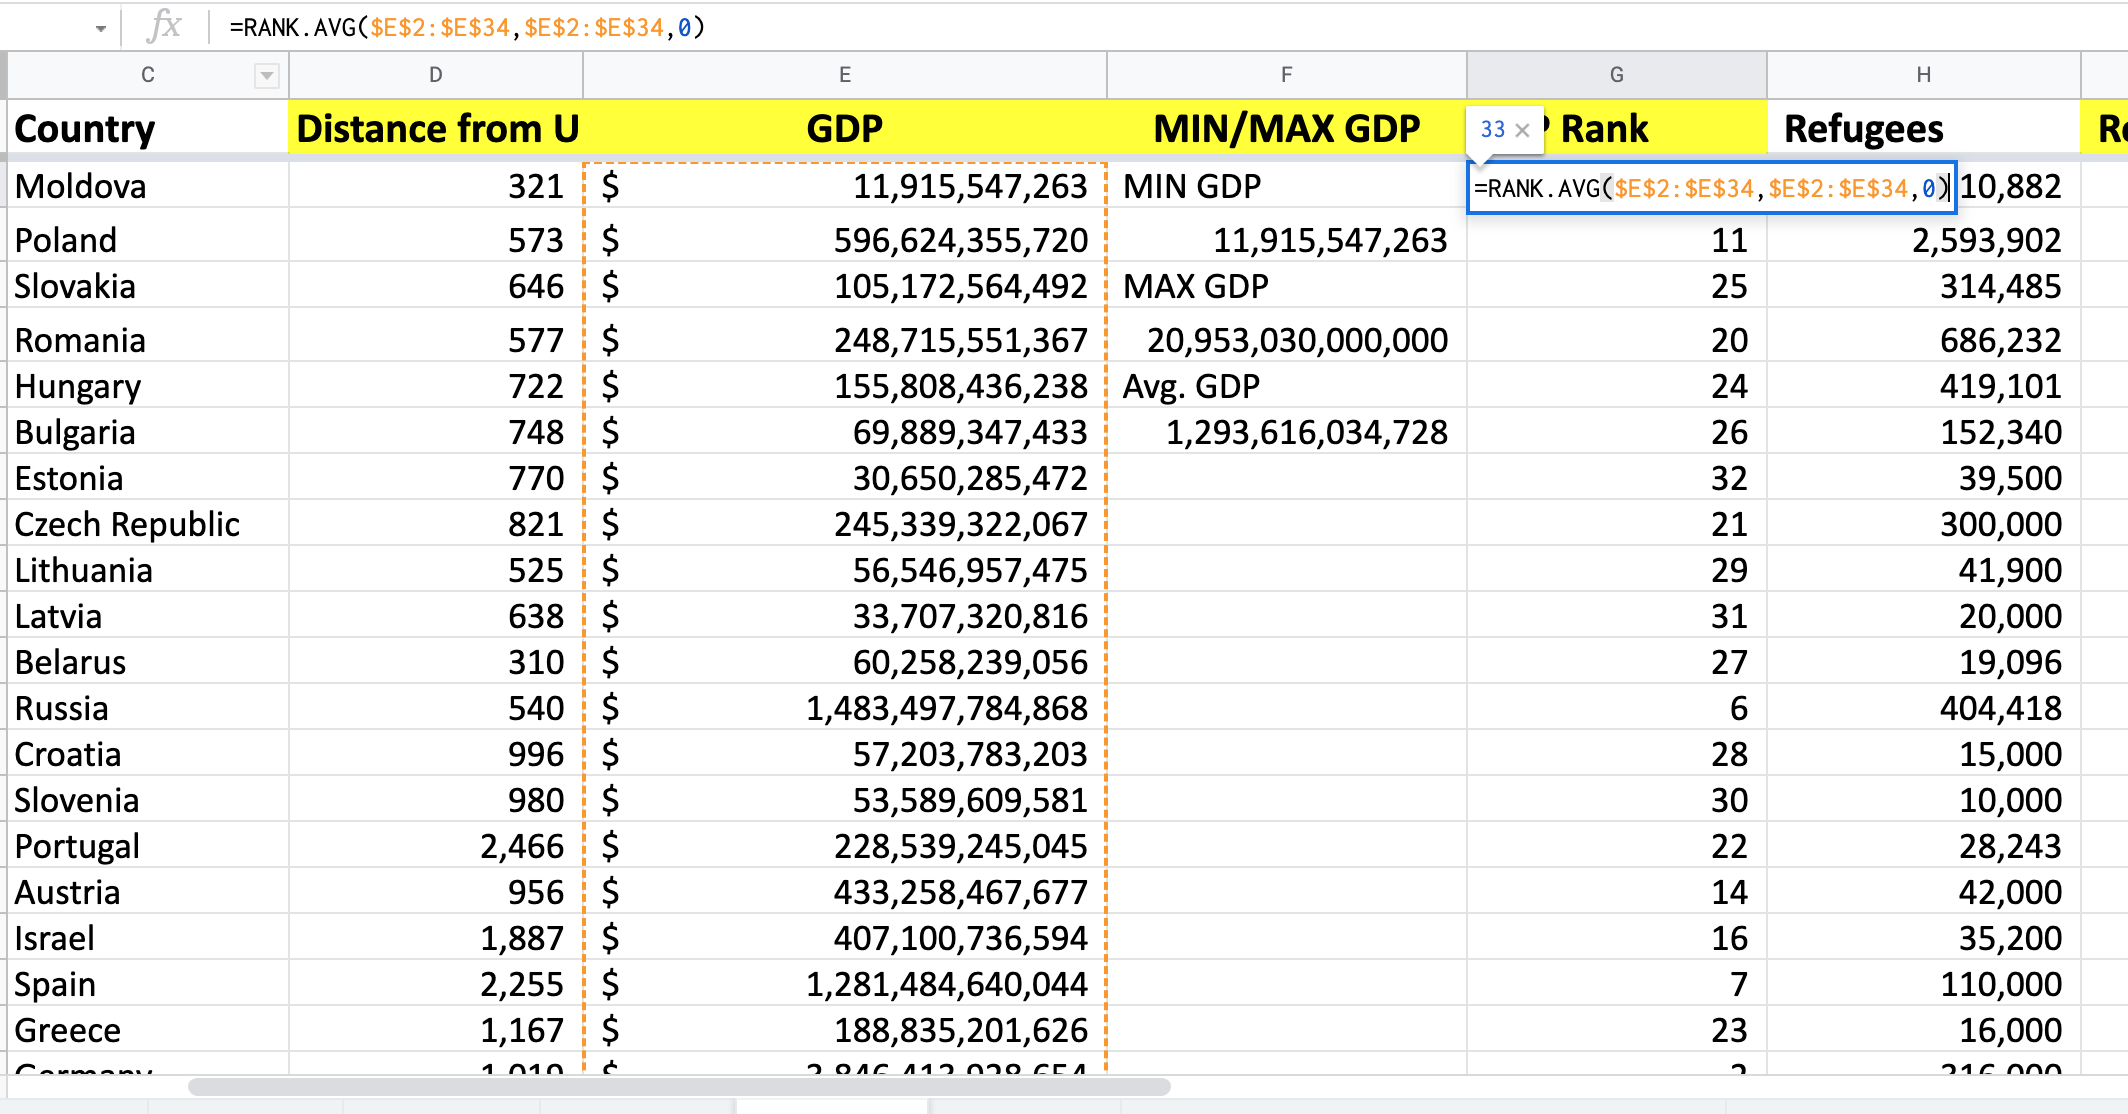 fx =RANK.AVG($E$2:$E$34,$E$2:$E$34,0)
C D E F G H
Country Distance from U GDP MIN/MAX GDP 33 × Rank Refugees
Moldova 321 $ 11,915,547,263 MIN GDP =RANK.AVG($E$2:$E$34,$E$2:$E$34,0) 10,882
Poland 573 $ 596,624,355,720 11,915,547,263 11 2,593,902
Slovakia 646 $ 105,172,564,492 MAX GDP 25 314,485
Romania 577 $ 248,715,551,367 20,953,030,000,000 20 686,232
Hungary 722 $ 155,808,436,238 Avg. GDP 24 419,101
Bulgaria 748 $ 69,889,347,433 1,293,616,034,728 26 152,340
Estonia 770 $ 30,650,285,472 32 39,500
Czech Republic 821 $ 245,339,322,067 21 300,000
Lithuania 525 $ 56,546,957,475 29 41,900
Latvia 638 $ 33,707,320,816 31 20,000
Belarus 310 $ 60,258,239,056 27 19,096
Russia 540 $ 1,483,497,784,868 6 404,418
Croatia 996 $ 57,203,783,203 28 15,000
Slovenia 980 $ 53,589,609,581 30 10,000
Portugal 2,466 $ 228,539,245,045 22 28,243
Austria 956 $ 433,258,467,677 14 42,000
Israel 1,887 $ 407,100,736,594 16 35,200
Spain 2,255 $ 1,281,484,640,044 7 110,000
Greece 1,167 $ 188,835,201,626 23 16,000
Germany